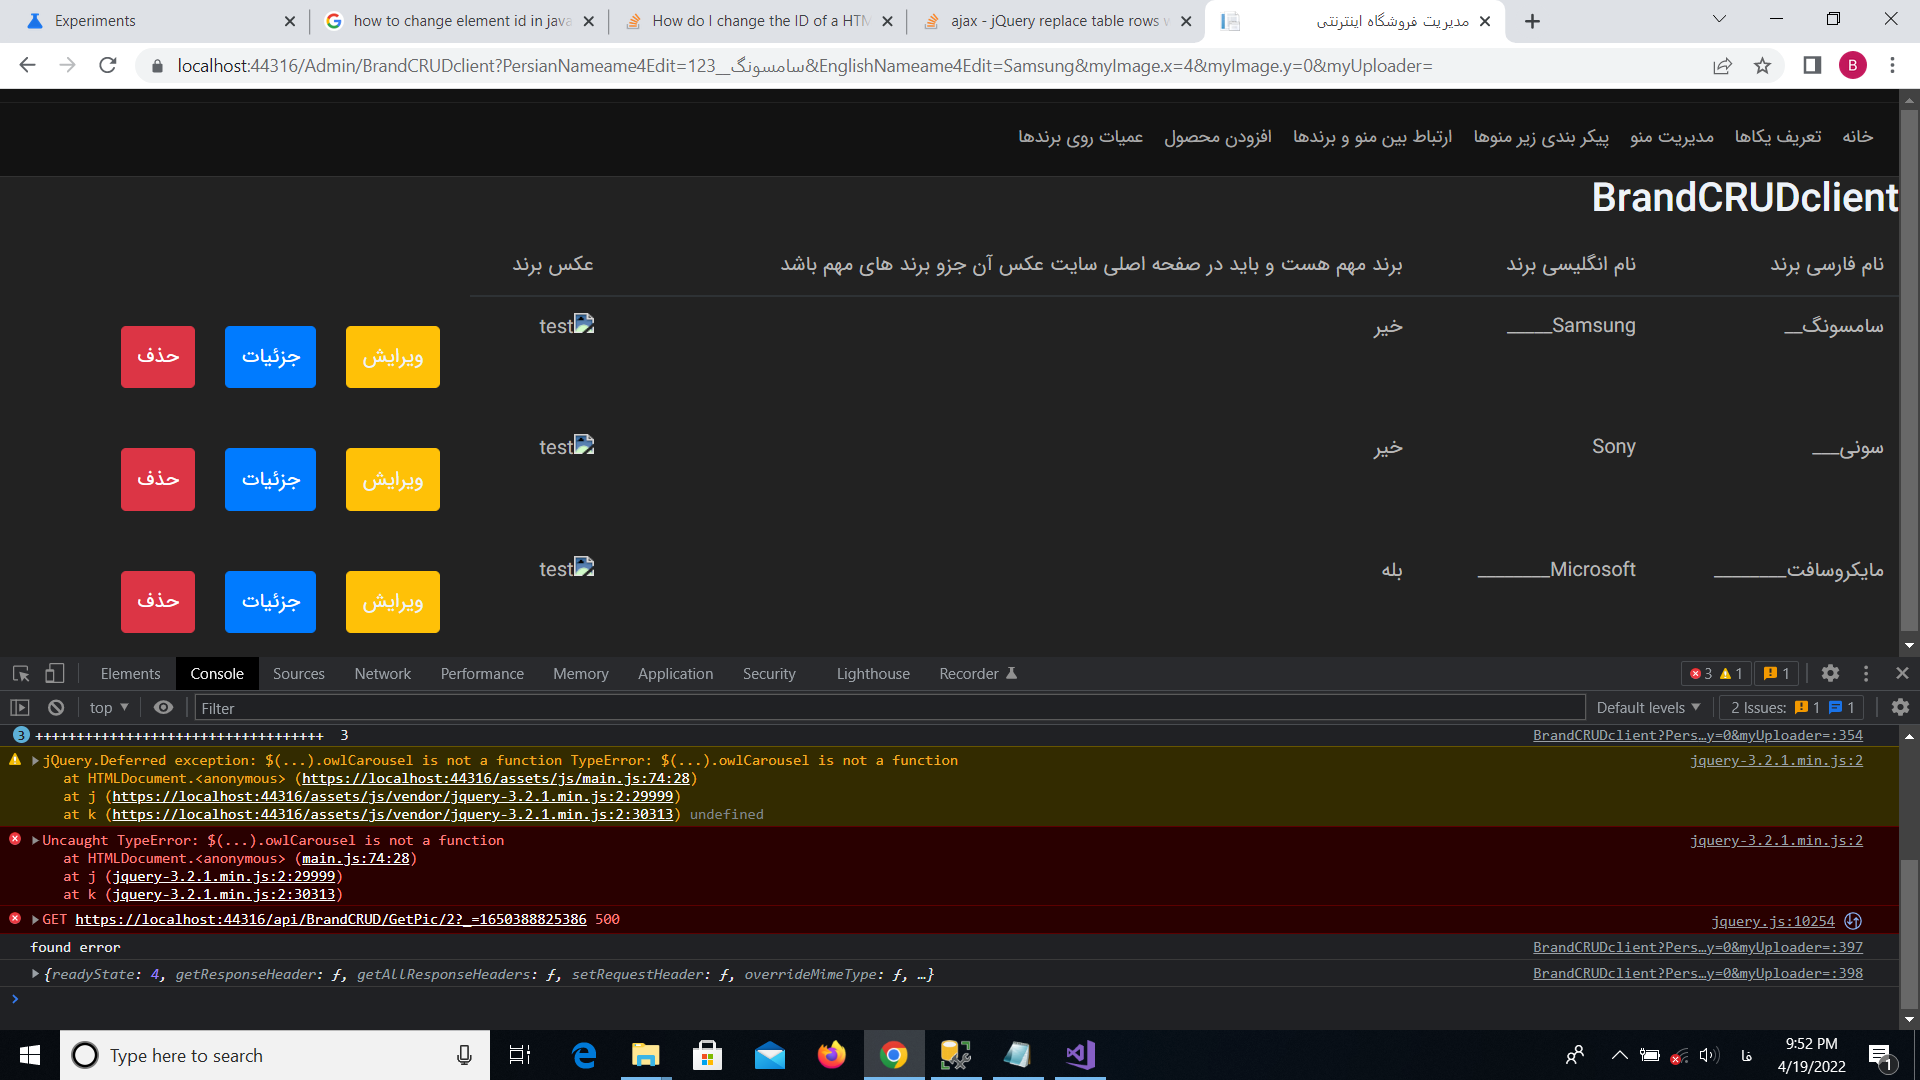 Experiments
how to change element id in java
How do I change the ID of a HTM
ajax - jQuery replace table rows w
مدیریت فروشگاه اینترنتی
localhost:44316/Admin/BrandCRUDclient?PersianNameame4Edit=123__سامسونگ&EnglishNameame4Edit=Samsung&myImage.x=4&myImage.y=0&myUploader=
B
خانه تعریف یکاها مدیریت منو پیکر بندی زیر منوها ارتباط بین منو و برندها افزودن محصول عمیات روی برندها
BrandCRUDclient
نام فارسی برند نام انگلیسی برند برند مهم هست و باید در صفحه اصلی سایت عکس آن جزو برند های مهم باشد عکس برند
سامسونگ__ Samsung_____ خیر test ویرایش جزئیات حذف
سونی___ Sony خیر test ویرایش جزئیات حذف
مایکروسافت________ Microsoft________ بله test ویرایش جزئیات حذف
Elements Console Sources Network Performance Memory Application Security Lighthouse Recorder 3 1 1
top Filter Default levels 2 Issues: 1 1
3 +++++++++++++++++++++++++++++++++++ 3 BrandCRUDclient?Pers…y=0&myUploader=:354
jQuery.Deferred exception: $(...).owlCarousel is not a function TypeError: $(...).owlCarousel is not a function jquery-3.2.1.min.js:2
at HTMLDocument.<anonymous> (https://localhost:44316/assets/js/main.js:74:28)
at j (https://localhost:44316/assets/js/vendor/jquery-3.2.1.min.js:2:29999)
at k (https://localhost:44316/assets/js/vendor/jquery-3.2.1.min.js:2:30313) undefined
Uncaught TypeError: $(...).owlCarousel is not a function jquery-3.2.1.min.js:2
at HTMLDocument.<anonymous> (main.js:74:28)
at j (jquery-3.2.1.min.js:2:29999)
at k (jquery-3.2.1.min.js:2:30313)
GET https://localhost:44316/api/BrandCRUD/GetPic/2?_=1650388825386 500 jquery.js:10254
found error BrandCRUDclient?Pers…y=0&myUploader=:397
{readyState: 4, getResponseHeader: ƒ, getAllResponseHeaders: ƒ, setRequestHeader: ƒ, overrideMimeType: ƒ, …} BrandCRUDclient?Pers…y=0&myUploader=:398
Type here to search
فا
9:52 PM
4/19/2022
1